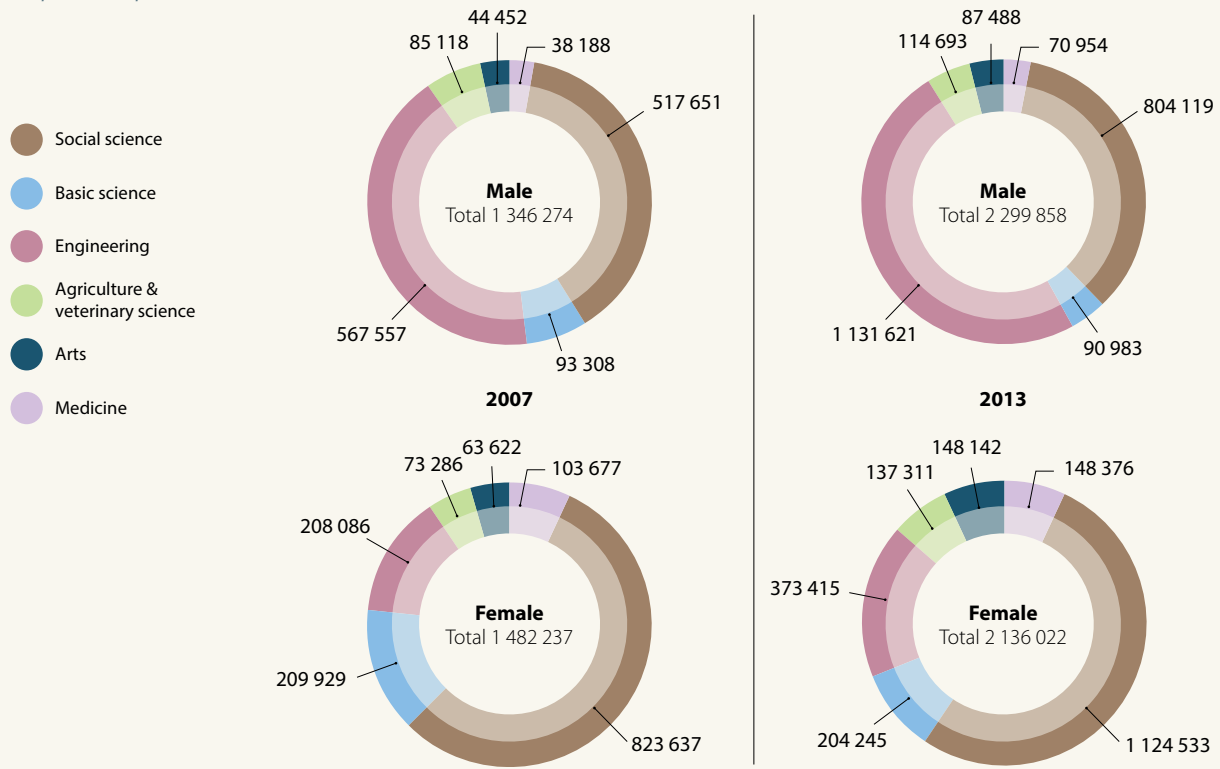 Social science
Basic science
Engineering
Agriculture &
veterinary science
Arts
Medicine
44 452
85 118
38 188
517 651
Male
Total 1 346 274
567 557
93 308
2007
87 488
114 693
70 954
804 119
Male
Total 2 299 858
1 131 621
90 983
2013
63 622
73 286
103 677
208 086
Female
Total 1 482 237
209 929
823 637
148 142
137 311
148 376
373 415
Female
Total 2 136 022
204 245
1 124 533